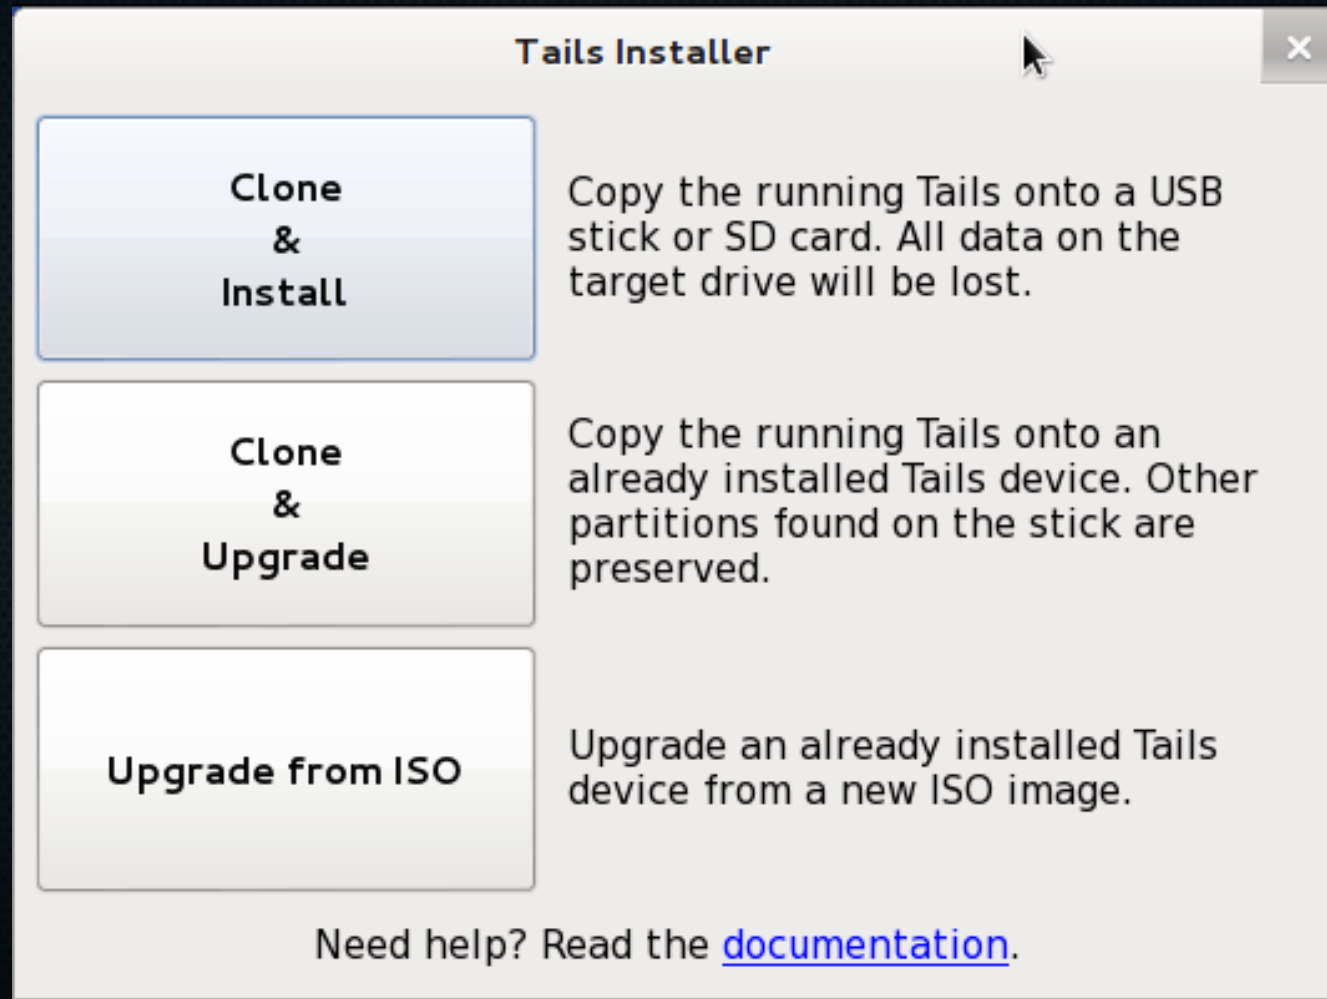 Tails Installer
Clone
&
Install
Copy the running Tails onto a USB
stick or SD card. All data on the
target drive will be lost.
Clone
&
Upgrade
Copy the running Tails onto an
already installed Tails device. Other
partitions found on the stick are
preserved.
Upgrade from ISO
Upgrade an already installed Tails
device from a new ISO image.
Need help? Read the documentation.